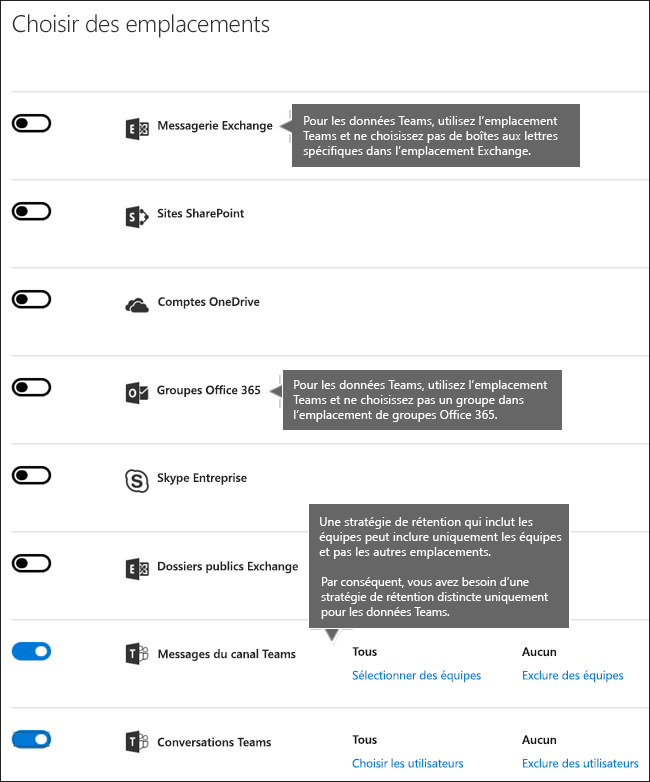 Choisir des emplacements
Messagerie Exchange
Pour les données Teams, utilisez l'emplacement
Teams et ne choisissez pas de boîtes aux lettres
spécifiques dans l'emplacement Exchange.
Sites SharePoint
Comptes OneDrive
Groupes Office 365
Pour les données Teams, utilisez l'emplacement
Teams et ne choisissez pas un groupe dans
l'emplacement de groupes Office 365.
Skype Entreprise
Une stratégie de rétention qui inclut les
équipes peut inclure uniquement les équipes
et pas les autres emplacements.
Par conséquent, vous avez besoin d'une
stratégie de rétention distincte uniquement
pour les données Teams.
Dossiers publics Exchange
Messages du canal Teams
Tous
Aucun
Sélectionner des équipes
Exclure des équipes
Conversations Teams
Tous
Aucun
Choisir les utilisateurs
Exclure des utilisateurs